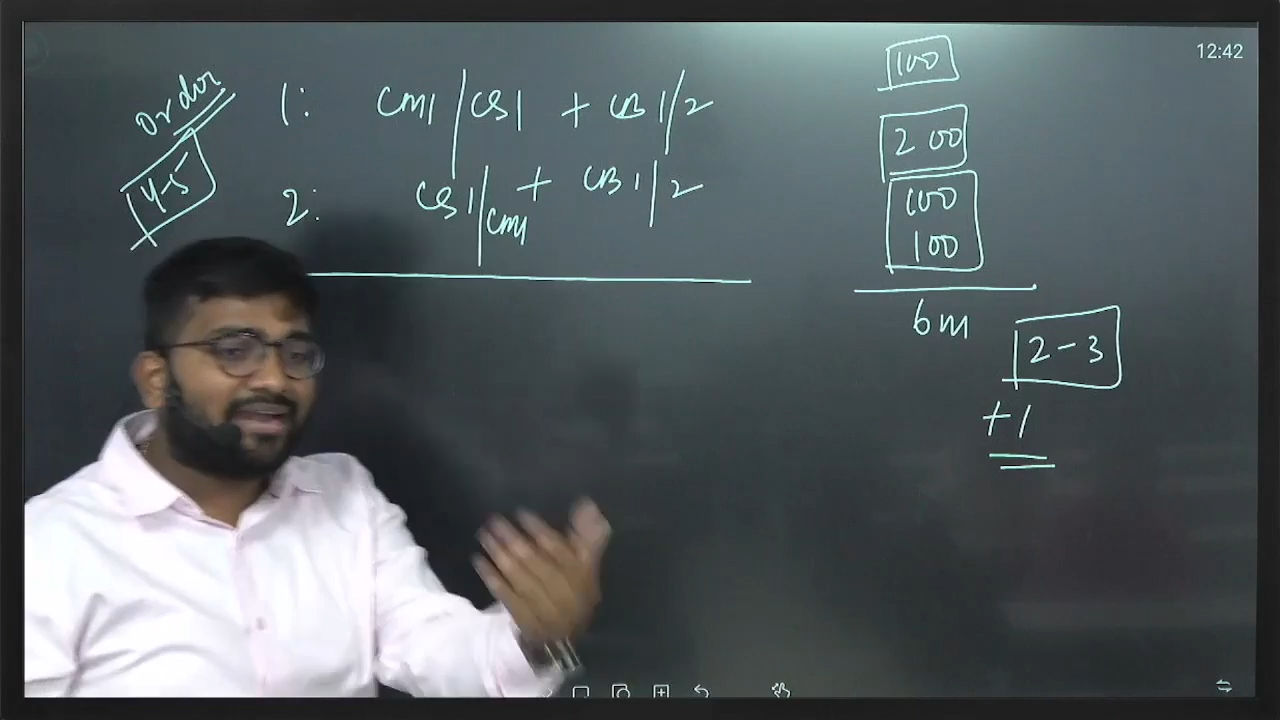 12:42
order
4-5
1: CM1 / CS1 + CB1/2
2: CS1 / CM1 + CB1/2
100
200
100
100
6m
2-3
+1